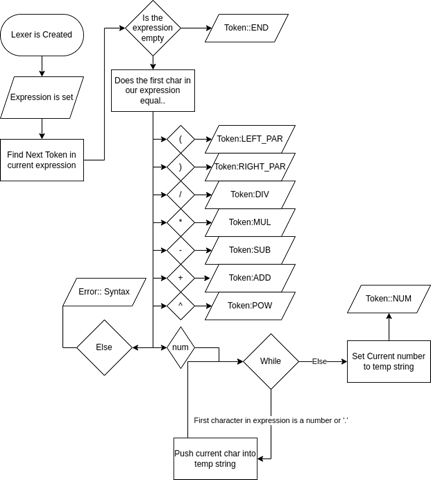 Lexer is Created
Is the
expression
empty
Token::END
Expression is set
Does the first char in
our expression
equal..
Find Next Token in
current expression
(
Token:LEFT_PAR
)
Token:RIGHT_PAR
/
Token:DIV
*
Token:MUL
-
Token:SUB
+
Token:ADD
^
Token:POW
Error:: Syntax
Token::NUM
Else
num
While
Else
Set Current number
to temp string
First character in expression is a number or '.'
Push current char into
temp string